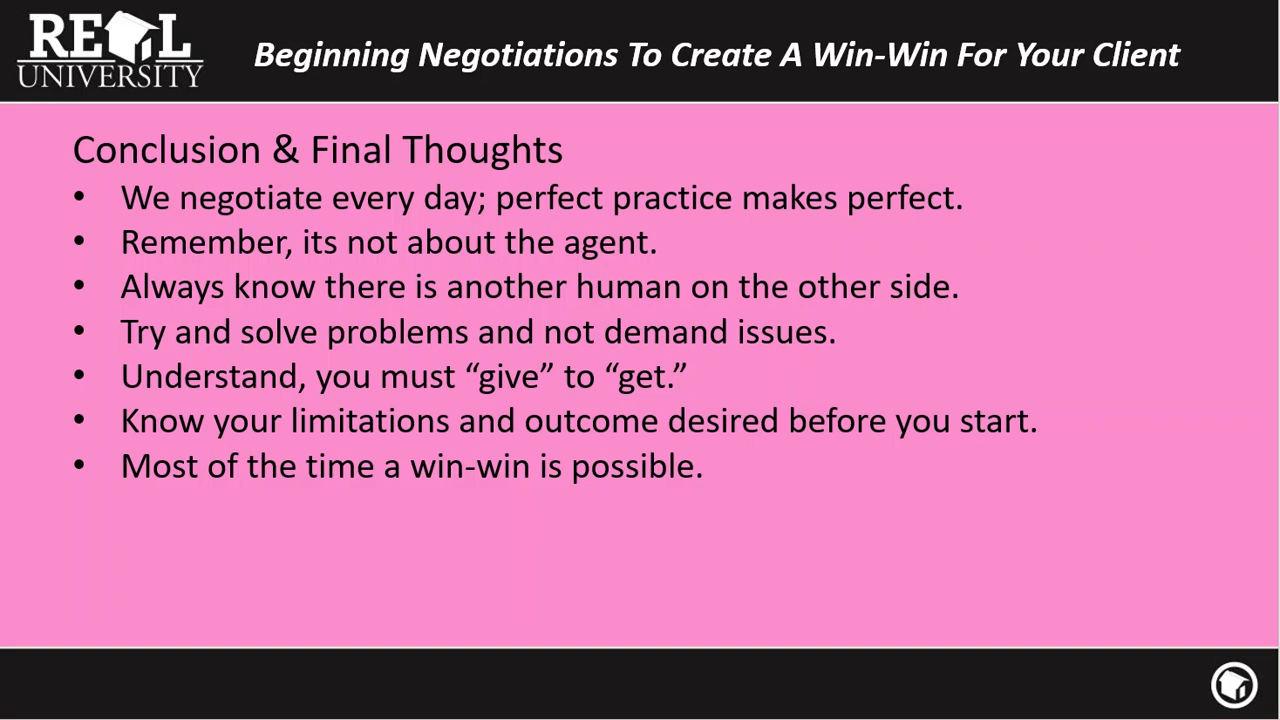 REAL
UNIVERSITY
Beginning Negotiations To Create A Win-Win For Your Client
Conclusion & Final Thoughts
• We negotiate every day; perfect practice makes perfect.
• Remember, its not about the agent.
• Always know there is another human on the other side.
• Try and solve problems and not demand issues.
• Understand, you must “give” to “get.”
• Know your limitations and outcome desired before you start.
• Most of the time a win-win is possible.